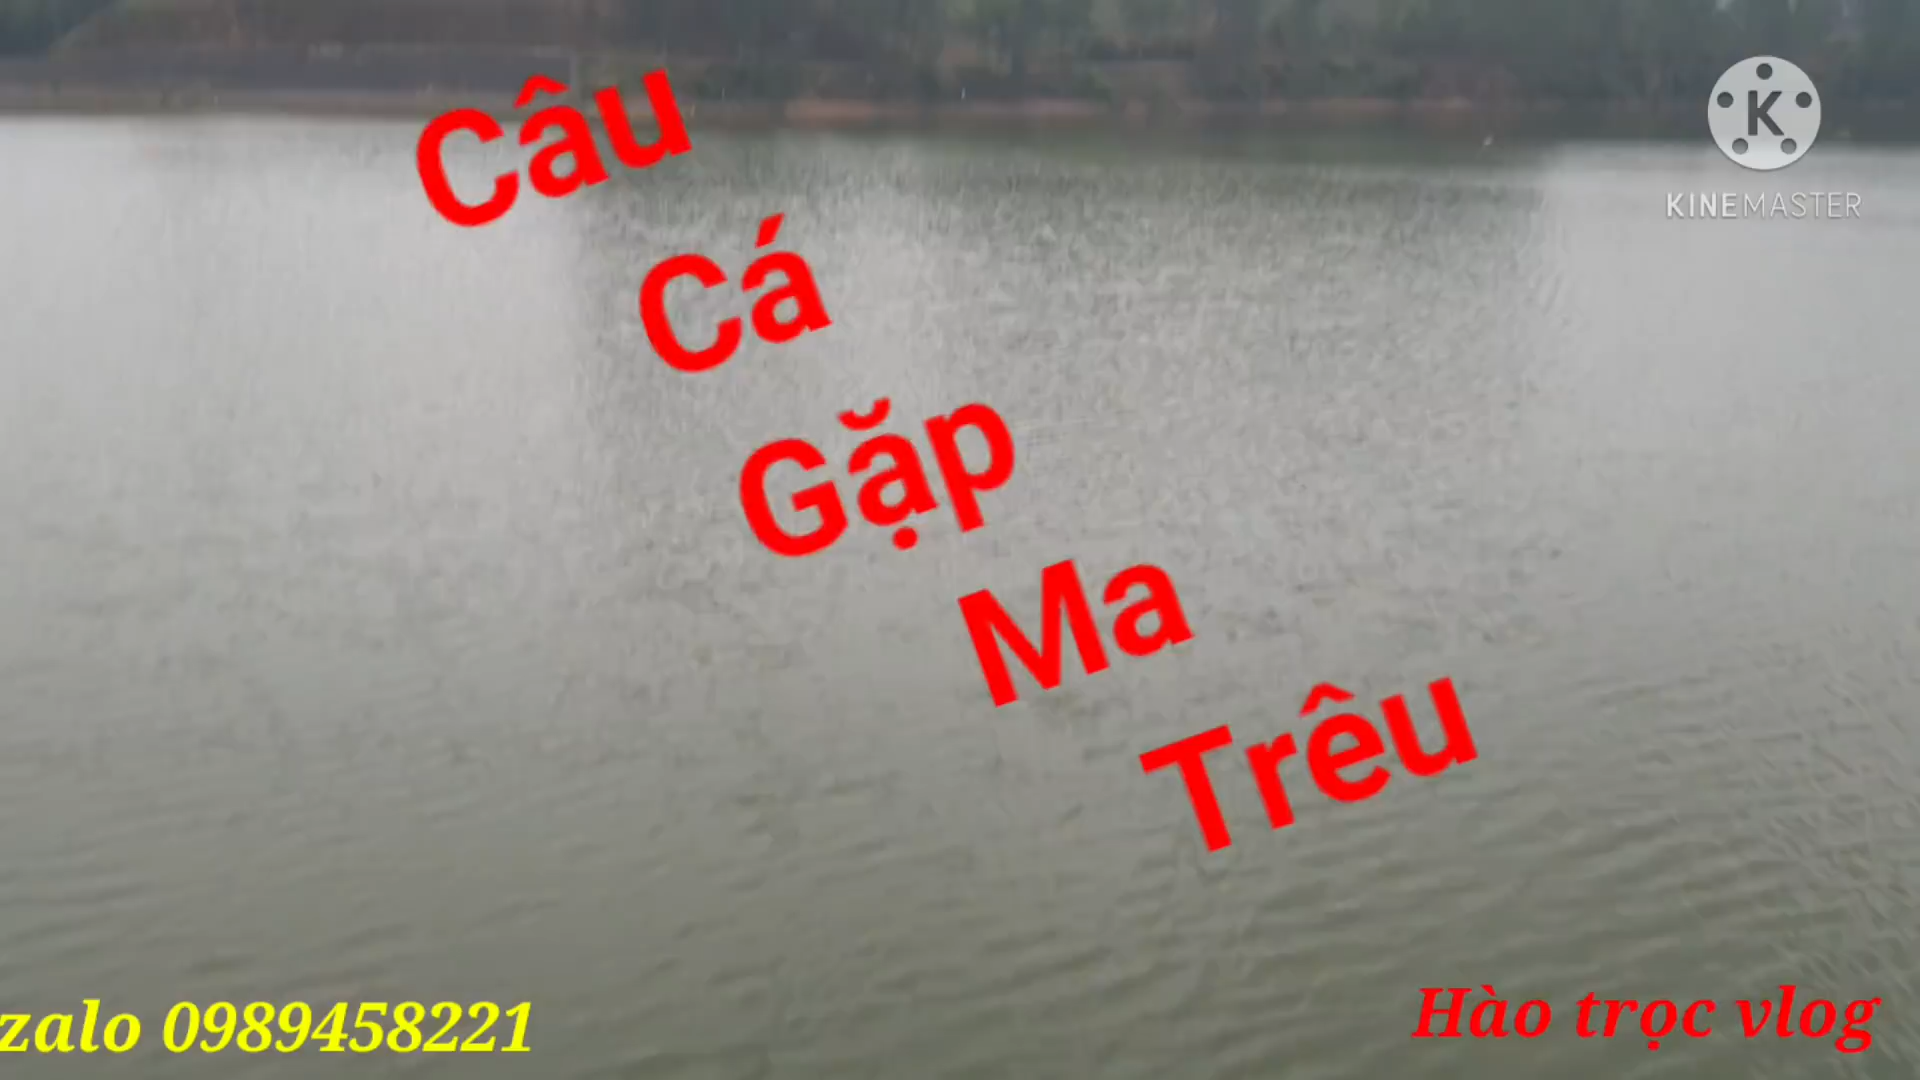 Câu
Cá
Gặp
Ma
Trêu
K
KINEMASTER
zalo 0989458221
Hào trọc vlog